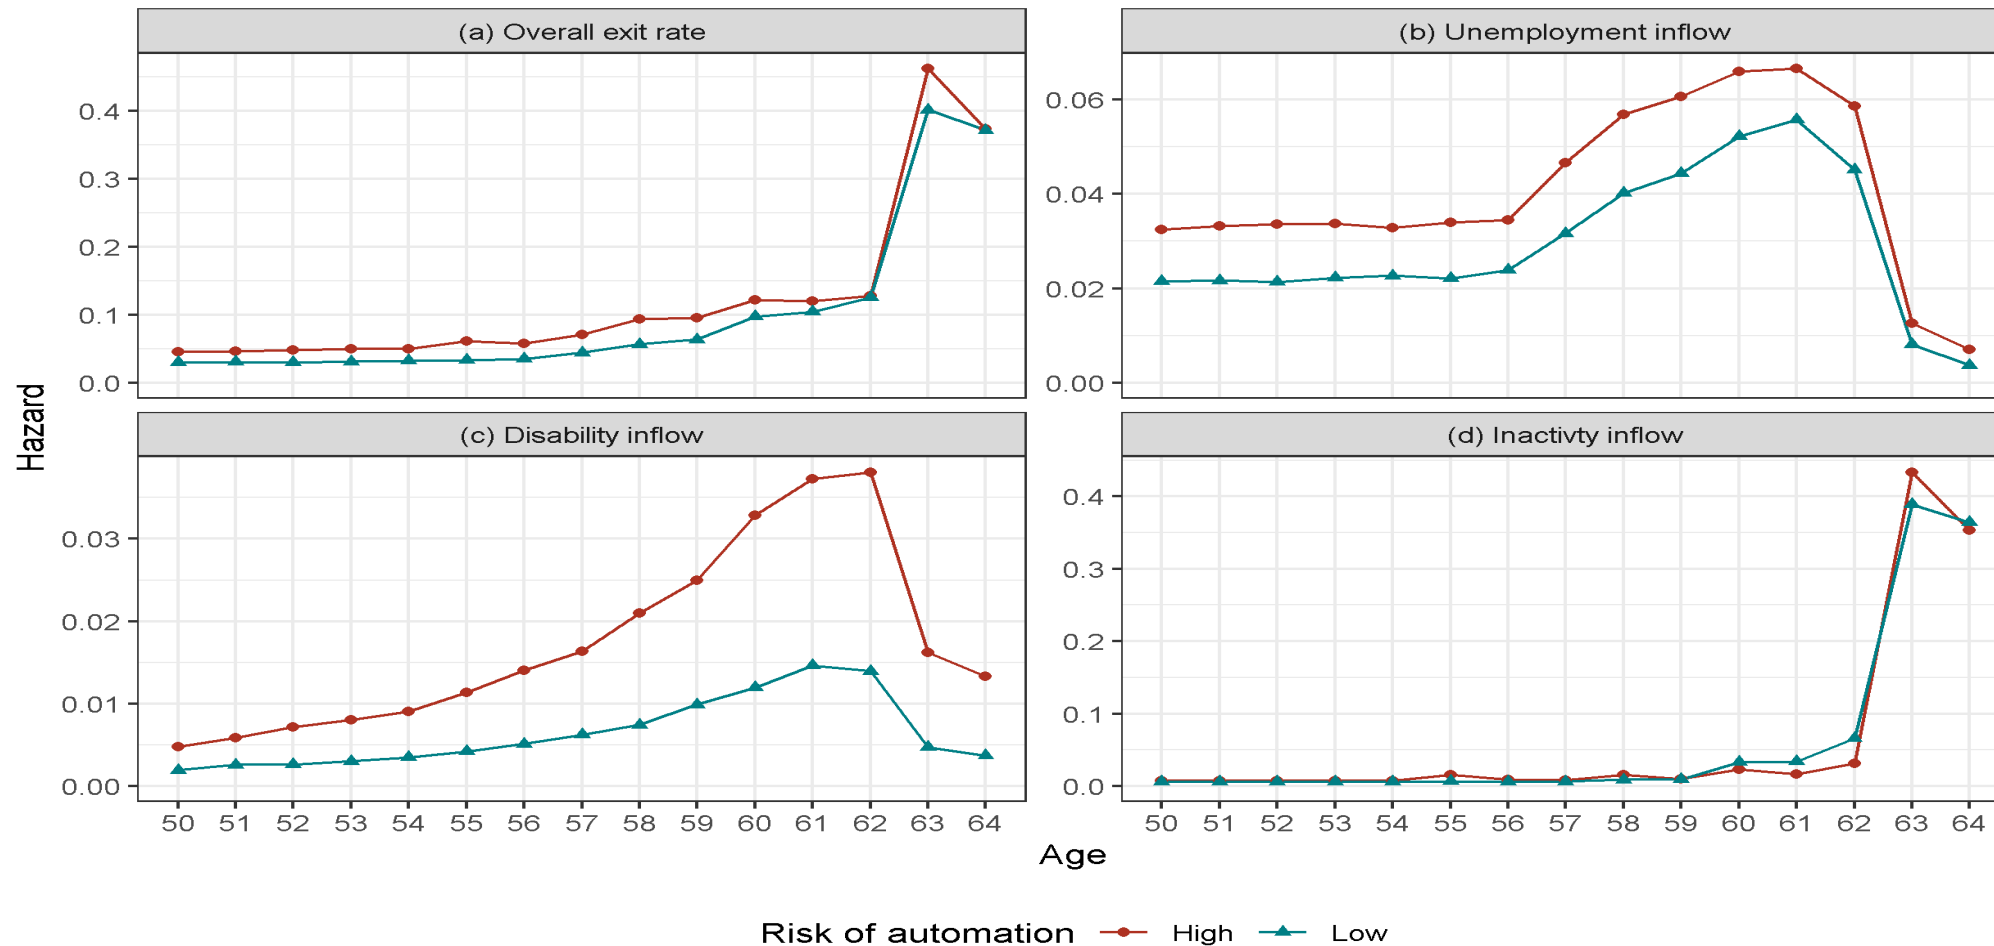 (a) Overall exit rate
0.4
0.3
0.2
0.1
0.0
(b) Unemployment inflow
0.06
0.04
0.02
0.00
Hazard
(c) Disability inflow
0.03
0.02
0.01
0.00
50 51 52 53 54 55 56 57 58 59 60 61 62 63 64
(d) Inactivty inflow
0.4
0.3
0.2
0.1
0.0
50 51 52 53 54 55 56 57 58 59 60 61 62 63 64
Age
Risk of automation High Low